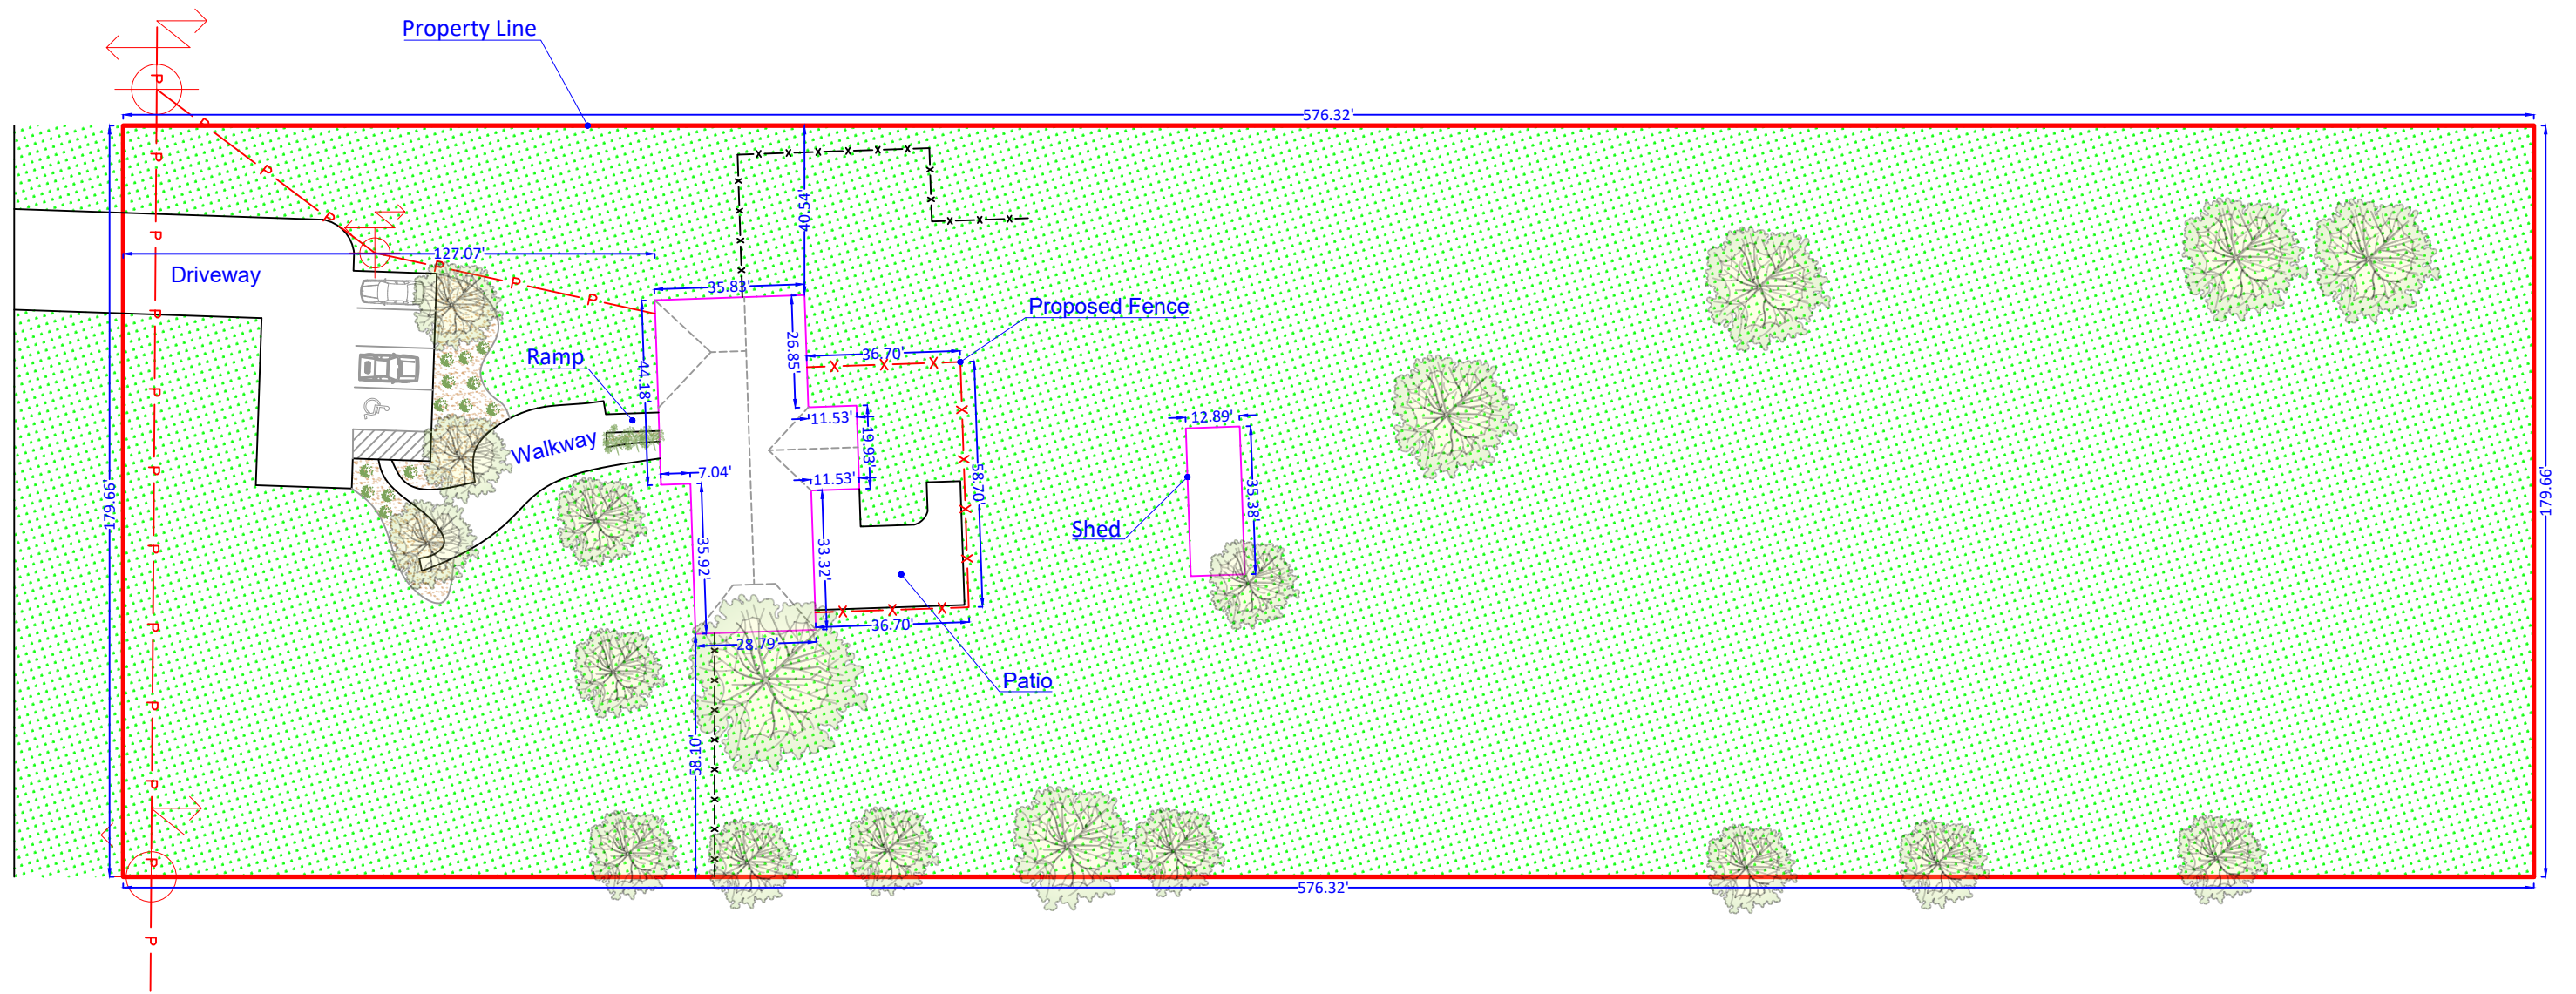 Property Line
P
576.32'
P
P
P
P
P
40.54'
P
127.07'
P
Driveway
P
P
35.83'
P
Proposed Fence
26.85'
36.70'
Ramp
44.18'
P
11.53'
12.89'
19.93'
Walkway
P
7.04'
11.53'
58.70'
179.66'
35.38'
179.66'
Shed
P
35.92'
33.32'
P
36.70'
28.79'
Patio
P
58.10'
P
P
576.32'
P